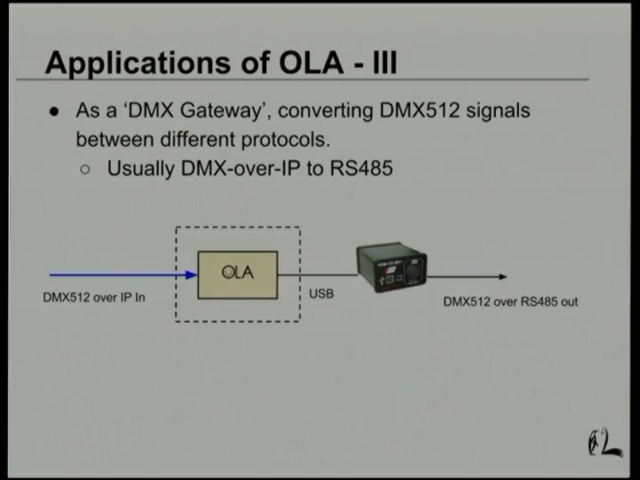 Applications of OLA - III
● As a ‘DMX Gateway’, converting DMX512 signals
between different protocols.
○ Usually DMX-over-IP to RS485
OLA
DMX512 over IP In
USB
DMX512 over RS485 out